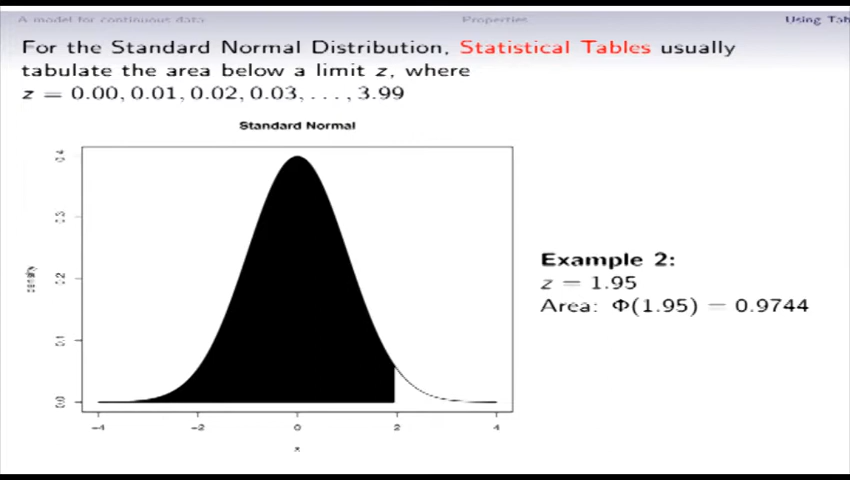 A model for continuous data Properties Using Tab
For the Standard Normal Distribution, Statistical Tables usually
tabulate the area below a limit z, where
z = 0.00, 0.01, 0.02, 0.03, . . . , 3.99
Standard Normal
0.4
0.3
0.2
0.1
0.0
density
-4 -2 0 2 4
x
Example 2:
z = 1.95
Area: Φ(1.95) = 0.9744